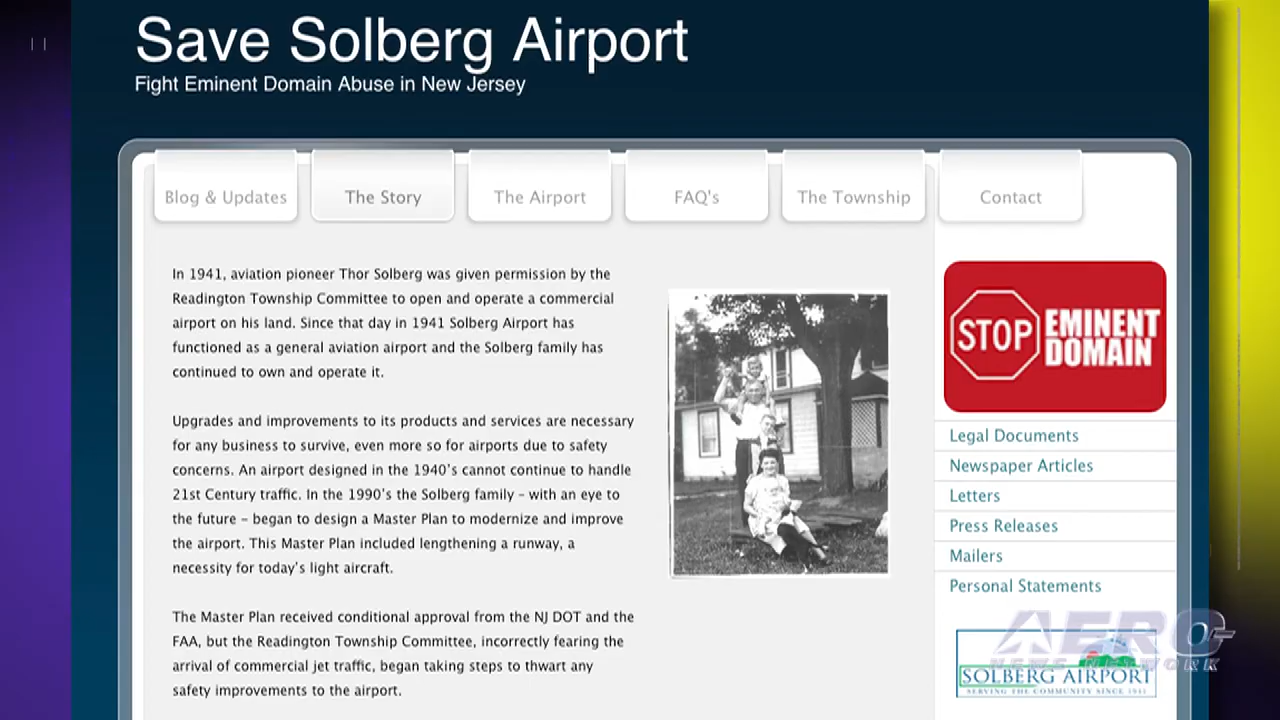 Save Solberg Airport
Fight Eminent Domain Abuse in New Jersey
Blog & Updates
The Story
The Airport
FAQ's
The Township
Contact
In 1941, aviation pioneer Thor Solberg was given permission by the
Readington Township Committee to open and operate a commercial
airport on his land. Since that day in 1941 Solberg Airport has
functioned as a general aviation airport and the Solberg family has
continued to own and operate it.
Upgrades and improvements to its products and services are necessary
for any business to survive, even more so for airports due to safety
concerns. An airport designed in the 1940's cannot continue to handle
21st Century traffic. In the 1990's the Solberg family – with an eye to
the future – began to design a Master Plan to modernize and improve
the airport. This Master Plan included lengthening a runway, a
necessity for today's light aircraft.
The Master Plan received conditional approval from the NJ DOT and the
FAA, but the Readington Township Committee, incorrectly fearing the
arrival of commercial jet traffic, began taking steps to thwart any
safety improvements to the airport.
STOP
EMINENT
DOMAIN
Legal Documents
Newspaper Articles
Letters
Press Releases
Mailers
Personal Statements
AERO-
NEWS NETWORK
SOLBERG AIRPORT
SERVING THE COMMUNITY SINCE 1941